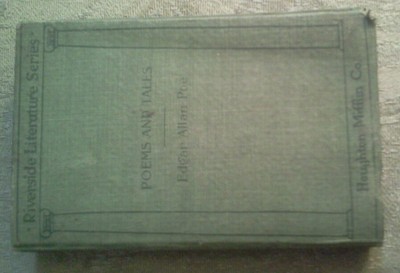 Riverside Literature Series
POEMS AND TALES
Edgar Allan Poe
Houghton Mifflin Co.